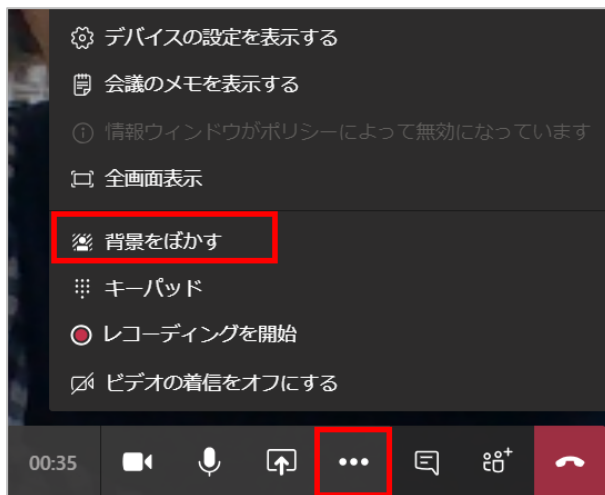 デバイスの設定を表示する
会議のメモを表示する
情報ウィンドウがポリシーによって無効になっています
全画面表示
背景をぼかす
キーパッド
レコーディングを開始
ビデオの着信をオフにする
00:35